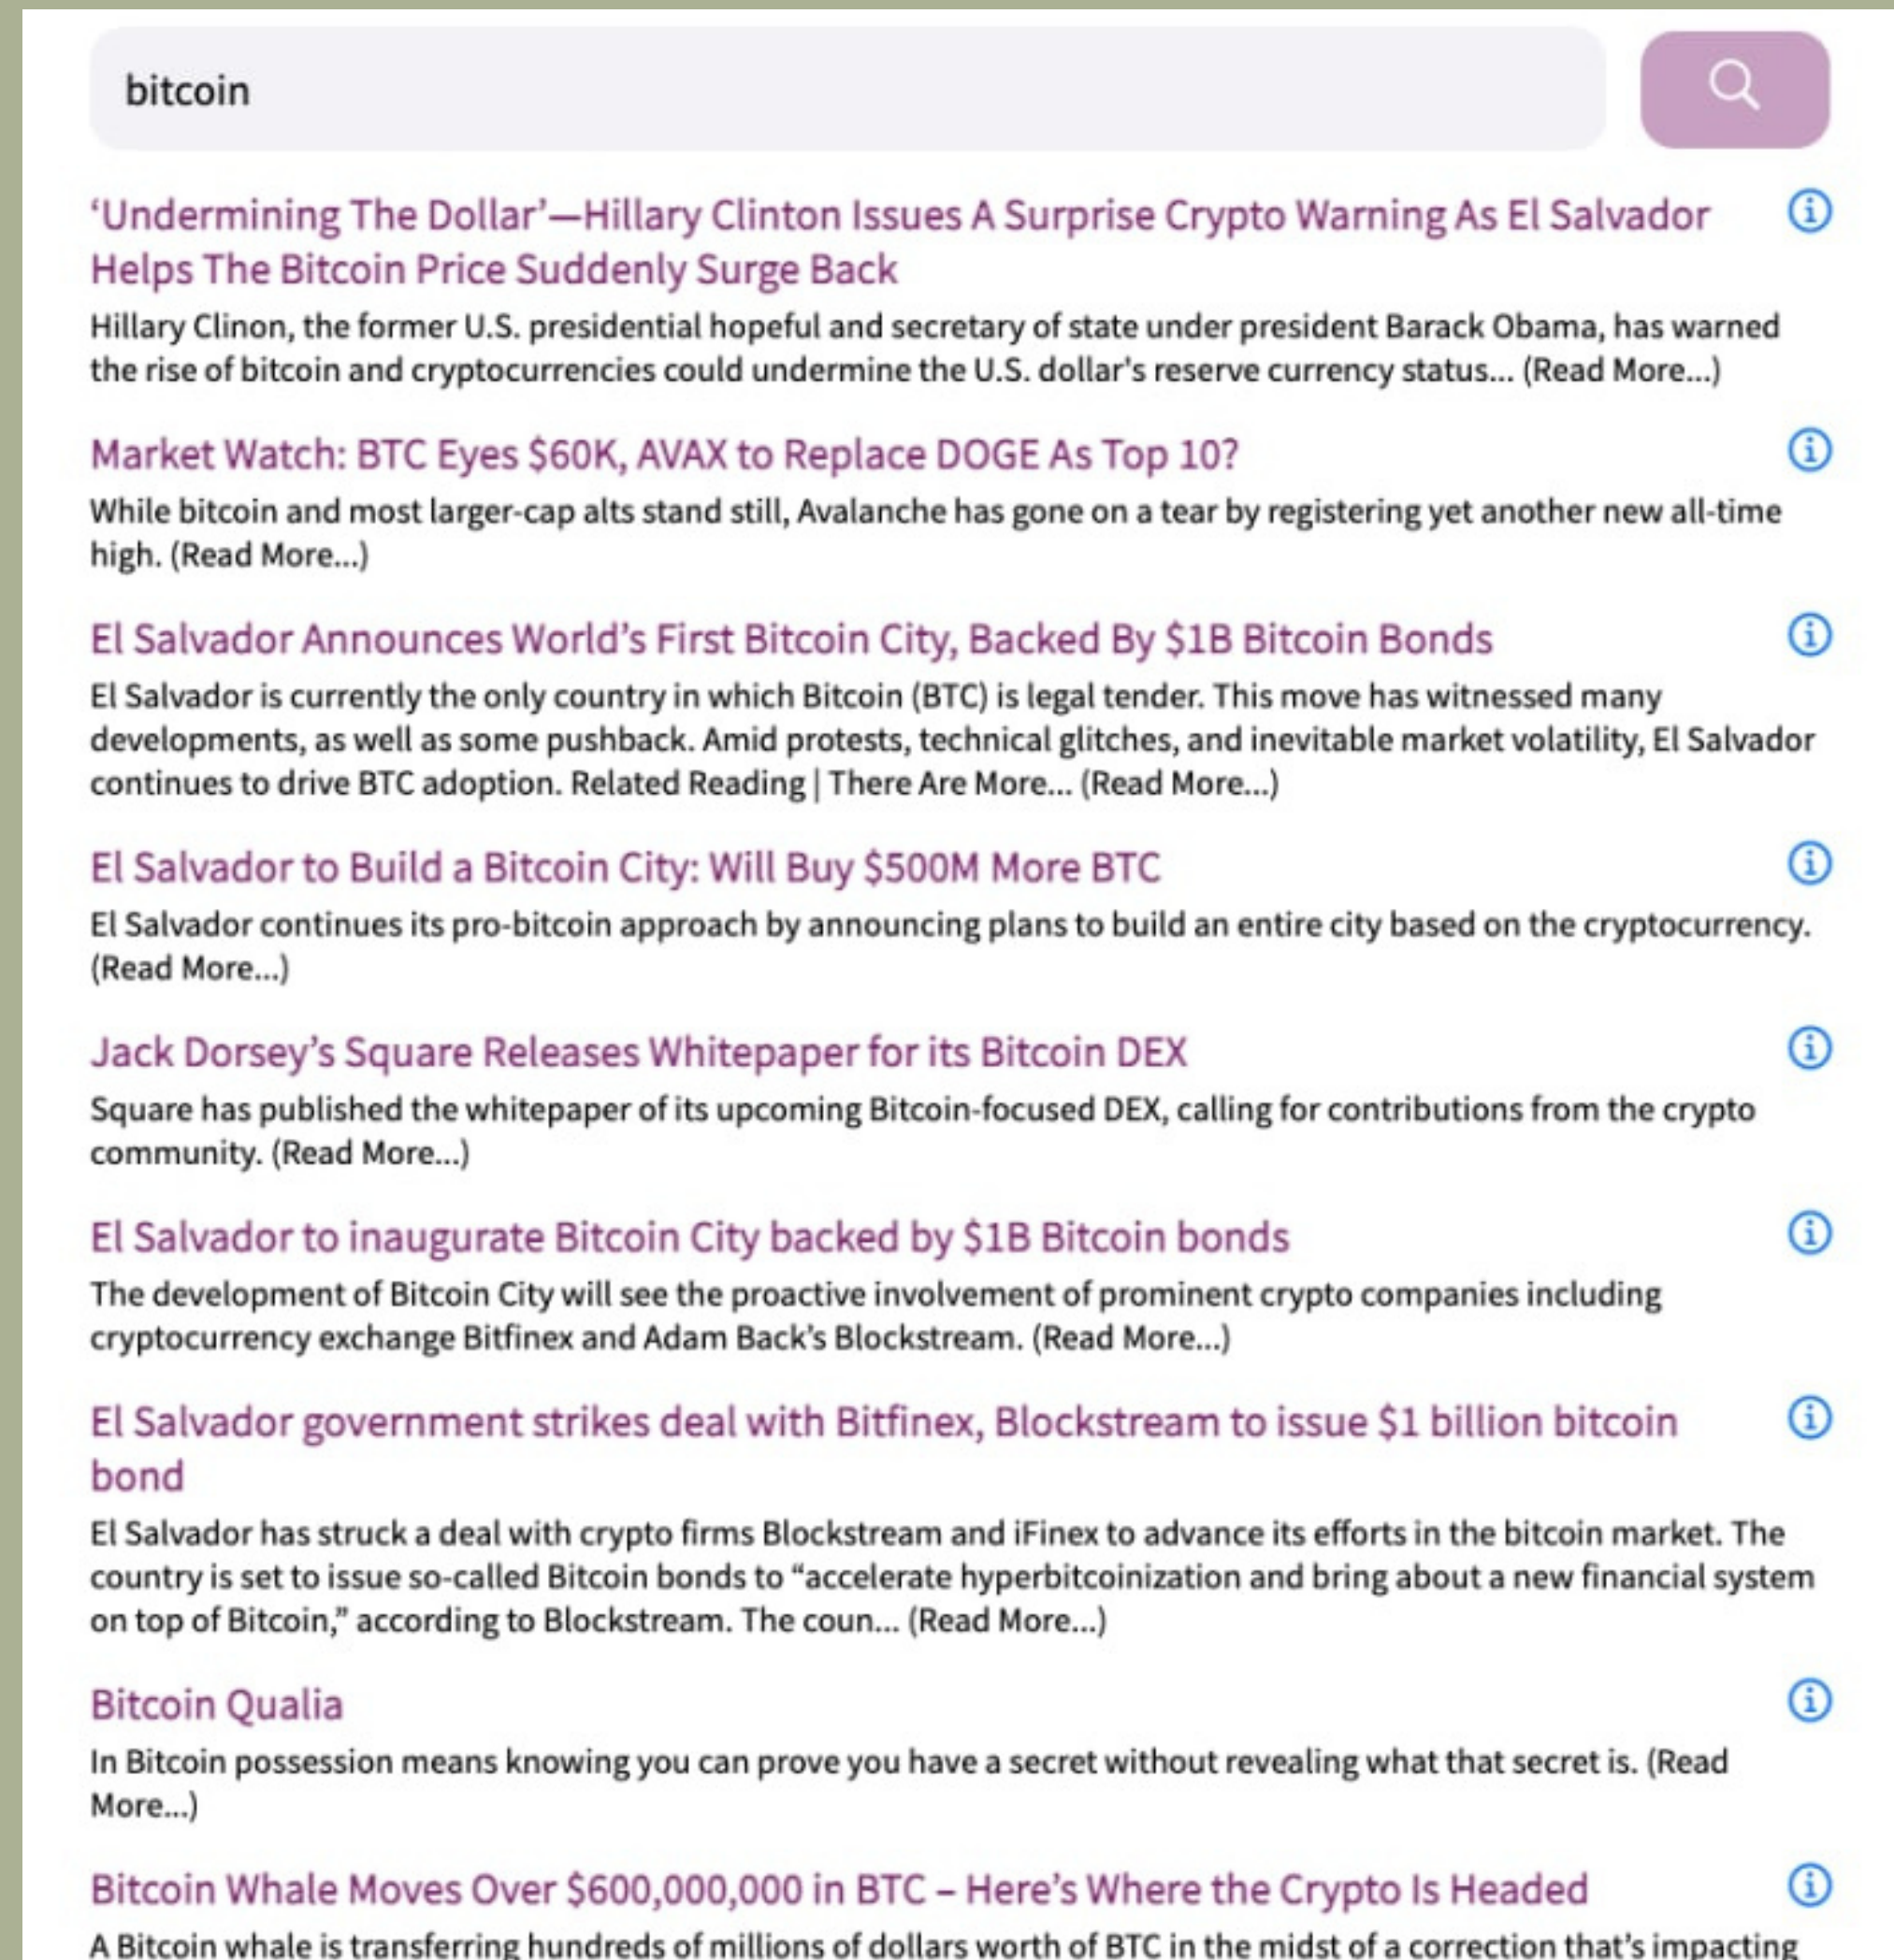 bitcoin
‘Undermining The Dollar’—Hillary Clinton Issues A Surprise Crypto Warning As El Salvador
Helps The Bitcoin Price Suddenly Surge Back
Hillary Clinon, the former U.S. presidential hopeful and secretary of state under president Barack Obama, has warned
the rise of bitcoin and cryptocurrencies could undermine the U.S. dollar's reserve currency status... (Read More...)
Market Watch: BTC Eyes $60K, AVAX to Replace DOGE As Top 10?
While bitcoin and most larger-cap alts stand still, Avalanche has gone on a tear by registering yet another new all-time
high. (Read More...)
El Salvador Announces World’s First Bitcoin City, Backed By $1B Bitcoin Bonds
El Salvador is currently the only country in which Bitcoin (BTC) is legal tender. This move has witnessed many
developments, as well as some pushback. Amid protests, technical glitches, and inevitable market volatility, El Salvador
continues to drive BTC adoption. Related Reading | There Are More... (Read More...)
El Salvador to Build a Bitcoin City: Will Buy $500M More BTC
El Salvador continues its pro-bitcoin approach by announcing plans to build an entire city based on the cryptocurrency.
(Read More...)
Jack Dorsey’s Square Releases Whitepaper for its Bitcoin DEX
Square has published the whitepaper of its upcoming Bitcoin-focused DEX, calling for contributions from the crypto
community. (Read More...)
El Salvador to inaugurate Bitcoin City backed by $1B Bitcoin bonds
The development of Bitcoin City will see the proactive involvement of prominent crypto companies including
cryptocurrency exchange Bitfinex and Adam Back’s Blockstream. (Read More...)
El Salvador government strikes deal with Bitfinex, Blockstream to issue $1 billion bitcoin
bond
El Salvador has struck a deal with crypto firms Blockstream and iFinex to advance its efforts in the bitcoin market. The
country is set to issue so-called Bitcoin bonds to “accelerate hyperbitcoinization and bring about a new financial system
on top of Bitcoin,” according to Blockstream. The coun... (Read More...)
Bitcoin Qualia
In Bitcoin possession means knowing you can prove you have a secret without revealing what that secret is. (Read
More...)
Bitcoin Whale Moves Over $600,000,000 in BTC – Here’s Where the Crypto Is Headed
A Bitcoin whale is transferring hundreds of millions of dollars worth of BTC in the midst of a correction that’s impacting